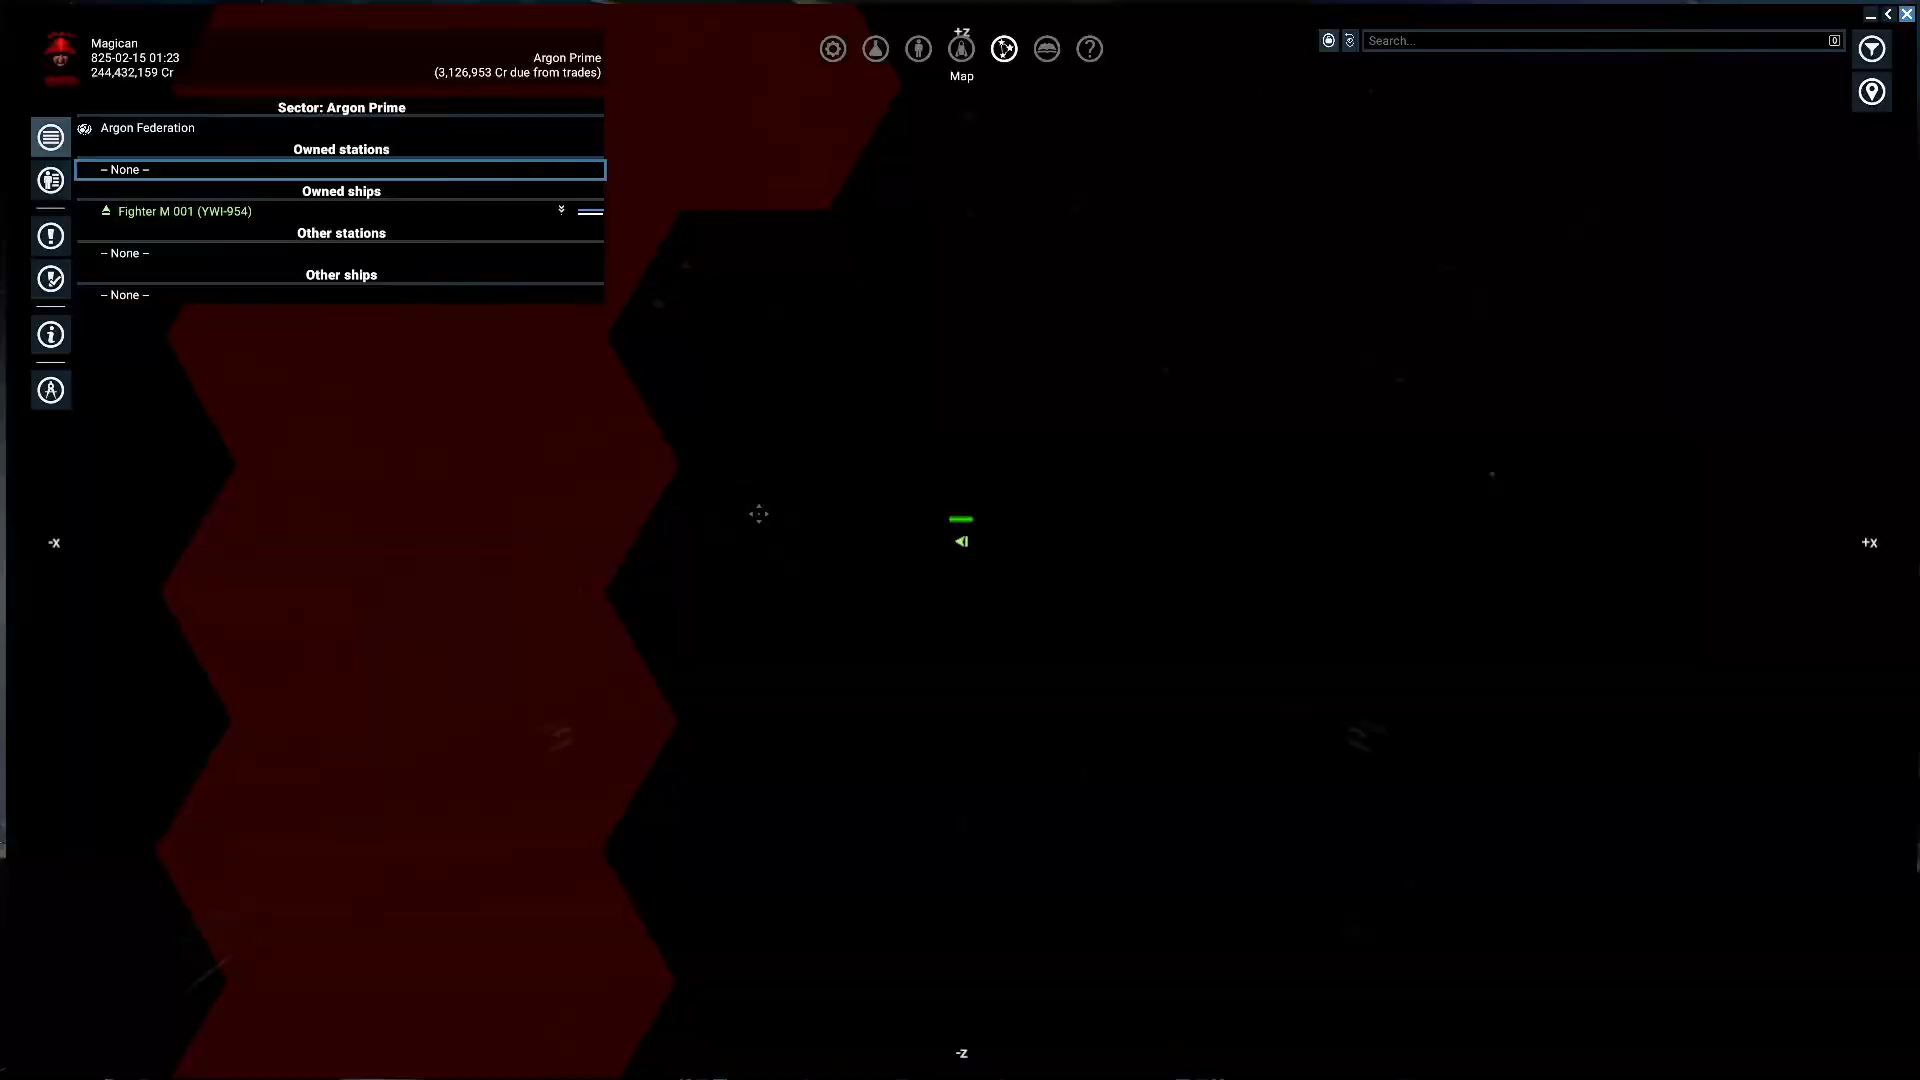 Magican
825-02-15 01:23
244,432,159 Cr
Argon Prime
(3,126,953 Cr due from trades)
+Z
Map
Search...
0
Sector: Argon Prime
Argon Federation
Owned stations
– None –
Owned ships
Fighter M 001 (YWI-954)
Other stations
– None –
Other ships
– None –
-X
+X
-Z